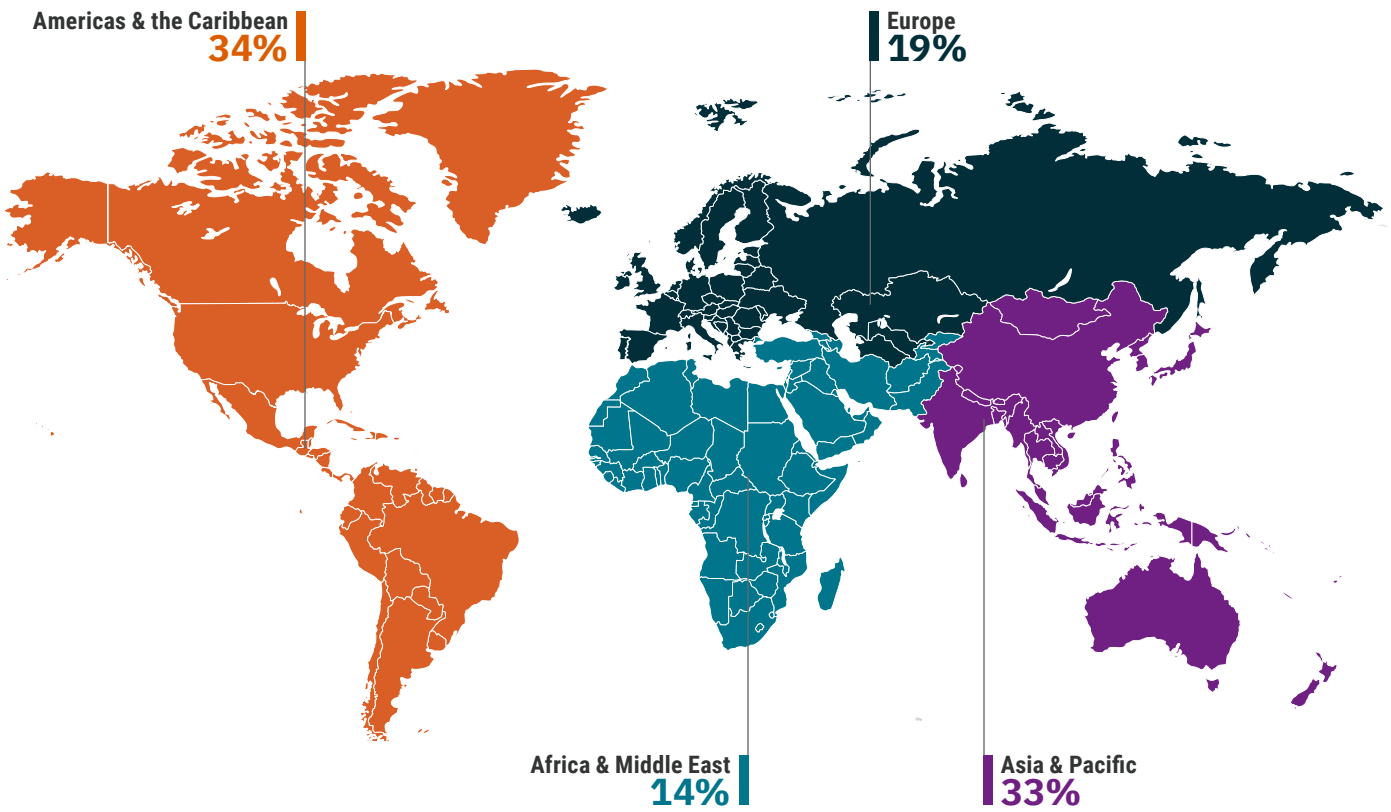 Americas & the Caribbean
34%
Europe
19%
Africa & Middle East
14%
Asia & Pacific
33%